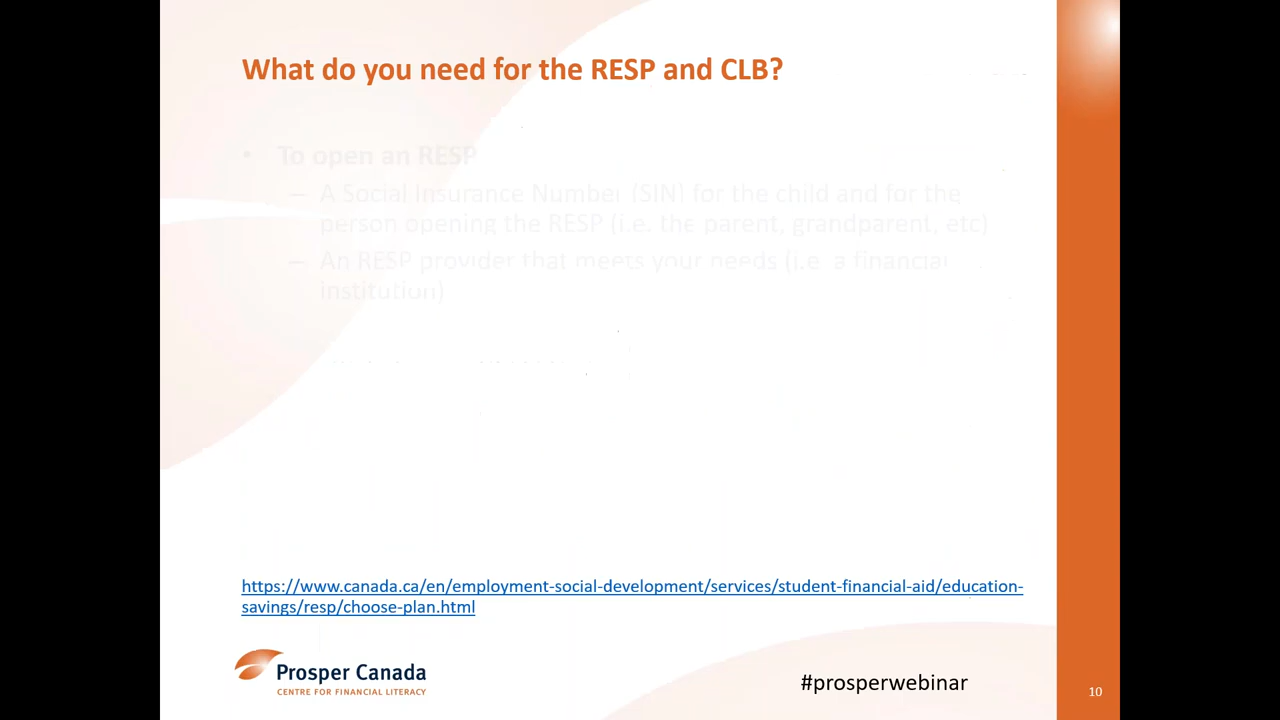 What do you need for the RESP and CLB?
• To open an RESP
– A Social Insurance Number (SIN) for the child and for the
person opening the RESP (i.e. the parent, grandparent, etc)
– An RESP provider that meets your needs (i.e. a financial
institution)
https://www.canada.ca/en/employment-social-development/services/student-financial-aid/education-
savings/resp/choose-plan.html
Prosper Canada
CENTRE FOR FINANCIAL LITERACY
#prosperwebinar
10